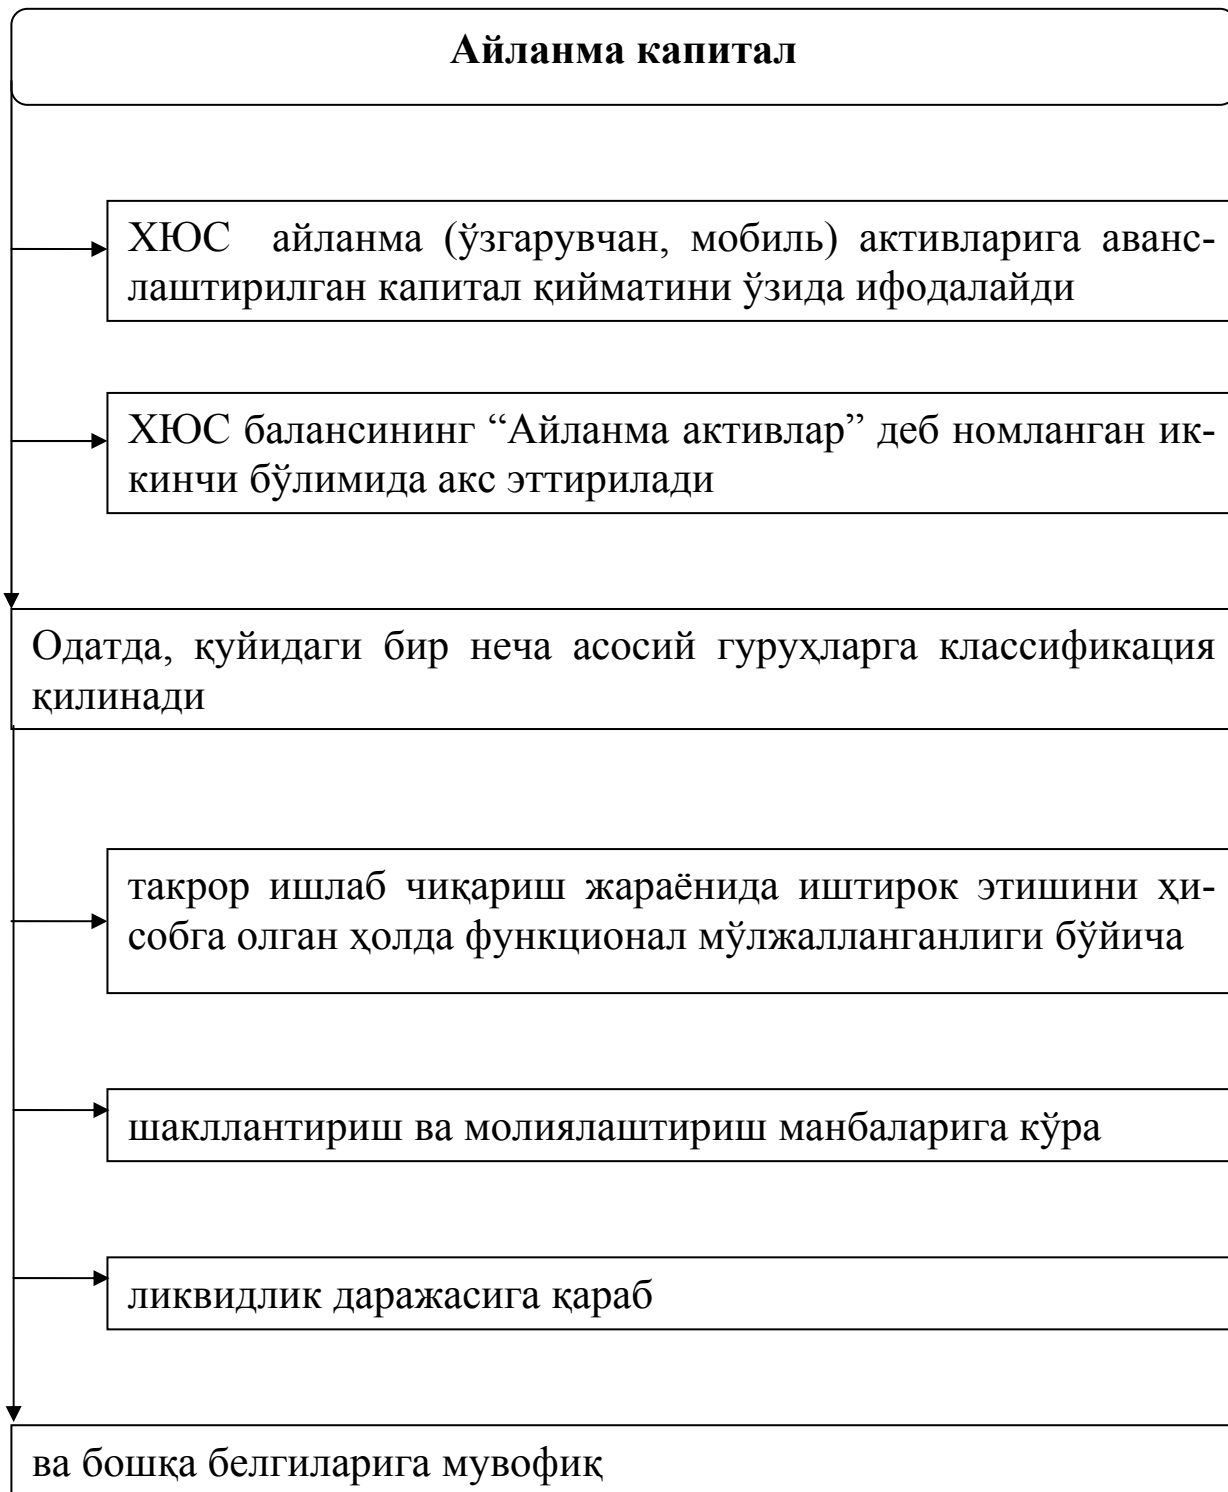 Айланма капитал
ХЮС айланма (ўзгарувчан, мобиль) активларига аванс-
лаштирилган капитал қийматини ўзида ифодалайди
ХЮС балансининг “Айланма активлар” деб номланган ик-
кинчи бўлимида акс эттирилади
Одатда, қуйидаги бир неча асосий гуруҳларга классификация
қилинади
такрор ишлаб чиқариш жараёнида иштирок этишини ҳи-
собга олган ҳолда функционал мўлжалланганлиги бўйича
шакллантириш ва молиялаштириш манбаларига кўра
ликвидлик даражасига қараб
ва бошқа белгиларига мувофиқ